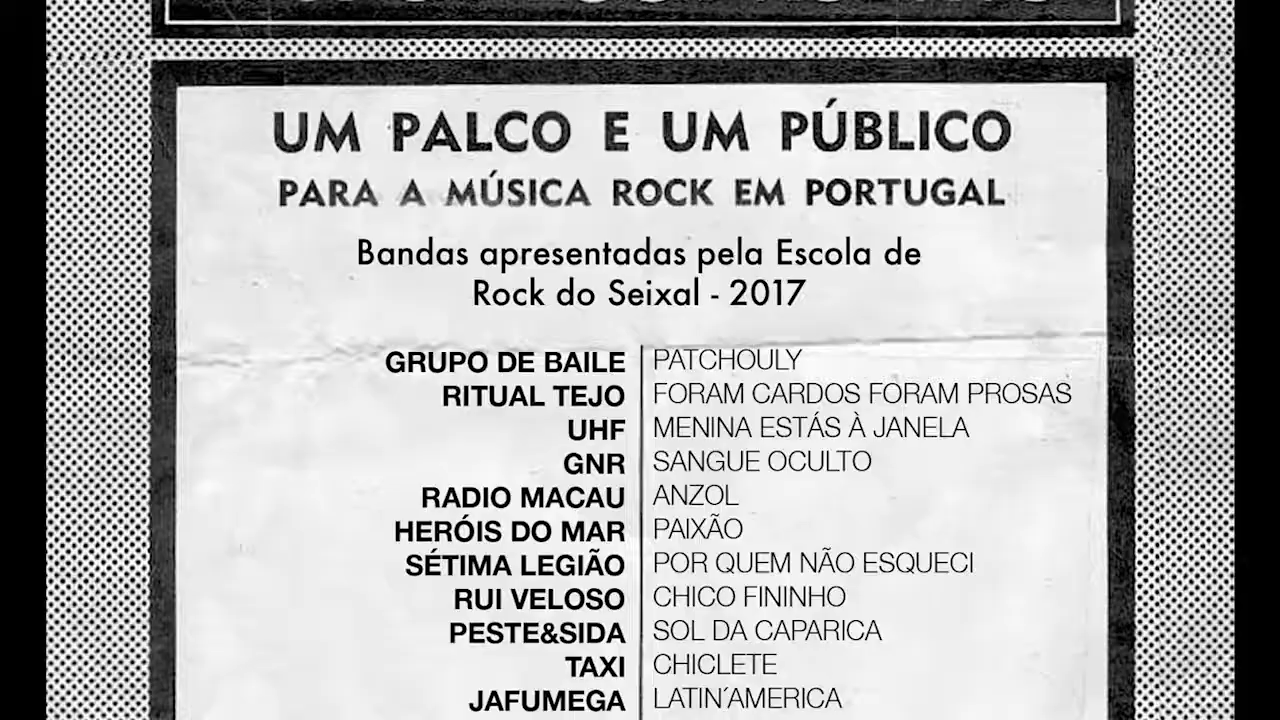 UM PALCO E UM PÚBLICO
PARA A MÚSICA ROCK EM PORTUGAL
Bandas apresentadas pela Escola de
Rock do Seixal - 2017
GRUPO DE BAILE PATCHOULY
RITUAL TEJO FORAM CARDOS FORAM PROSAS
UHF MENINA ESTÁS À JANELA
GNR SANGUE OCULTO
RADIO MACAU ANZOL
HERÓIS DO MAR PAIXÃO
SÉTIMA LEGIÃO POR QUEM NÃO ESQUECI
RUI VELOSO CHICO FININHO
PESTE&SIDA SOL DA CAPARICA
TAXI CHICLETE
JAFUMEGA LATIN´AMERICA